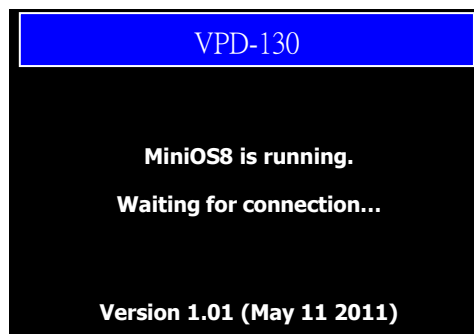 VPD-130
MiniOS8 is running.
Waiting for connection...
Version 1.01 (May 11 2011)